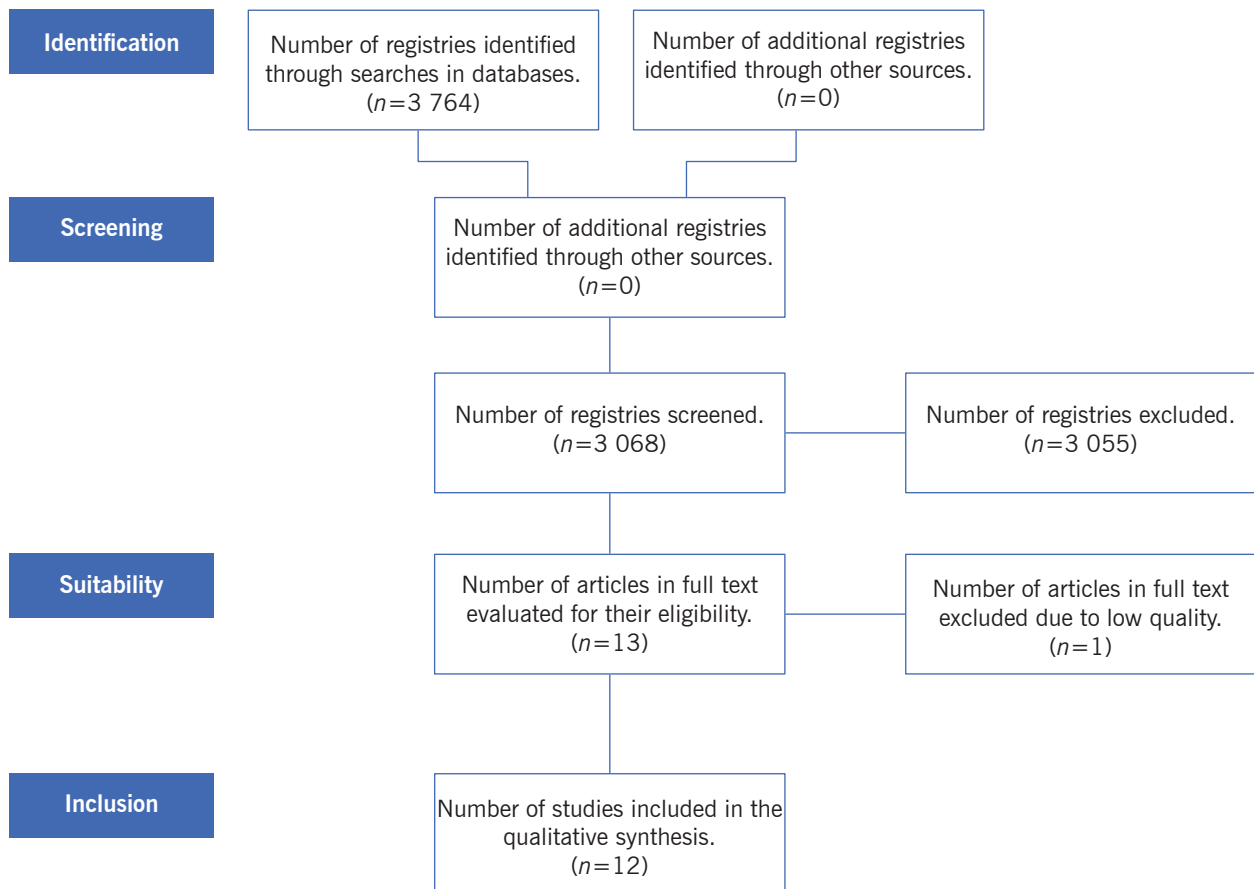 Identification
Number of registries identified
through searches in databases.
(n=3 764)
Number of additional registries
identified through other sources.
(n=0)
Screening
Number of additional registries
identified through other sources.
(n=0)
Number of registries screened.
(n=3 068)
Number of registries excluded.
(n=3 055)
Suitability
Number of articles in full text
evaluated for their eligibility.
(n=13)
Number of articles in full text
excluded due to low quality.
(n=1)
Inclusion
Number of studies included in the
qualitative synthesis.
(n=12)